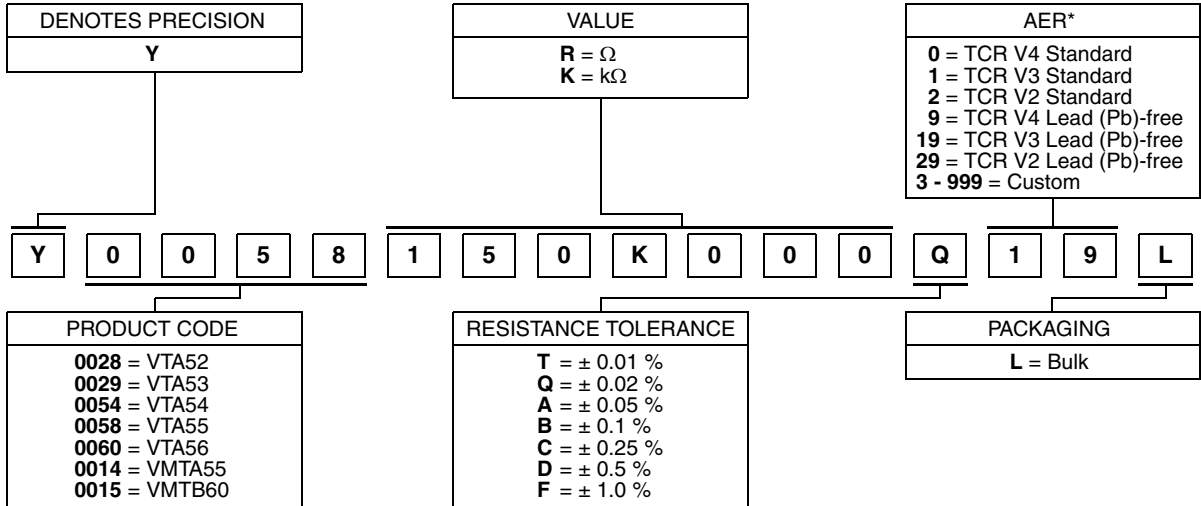 DENOTES PRECISION
Y
VALUE
R = Ω
K = kΩ
AER*
0 = TCR V4 Standard
1 = TCR V3 Standard
2 = TCR V2 Standard
9 = TCR V4 Lead (Pb)-free
19 = TCR V3 Lead (Pb)-free
29 = TCR V2 Lead (Pb)-free
3 - 999 = Custom
Y 0 0 5 8 1 5 0 K 0 0 0 Q 1 9 L
PRODUCT CODE
0028 = VTA52
0029 = VTA53
0054 = VTA54
0058 = VTA55
0060 = VTA56
0014 = VMTA55
0015 = VMTB60
RESISTANCE TOLERANCE
T = ± 0.01 %
Q = ± 0.02 %
A = ± 0.05 %
B = ± 0.1 %
C = ± 0.25 %
D = ± 0.5 %
F = ± 1.0 %
PACKAGING
L = Bulk